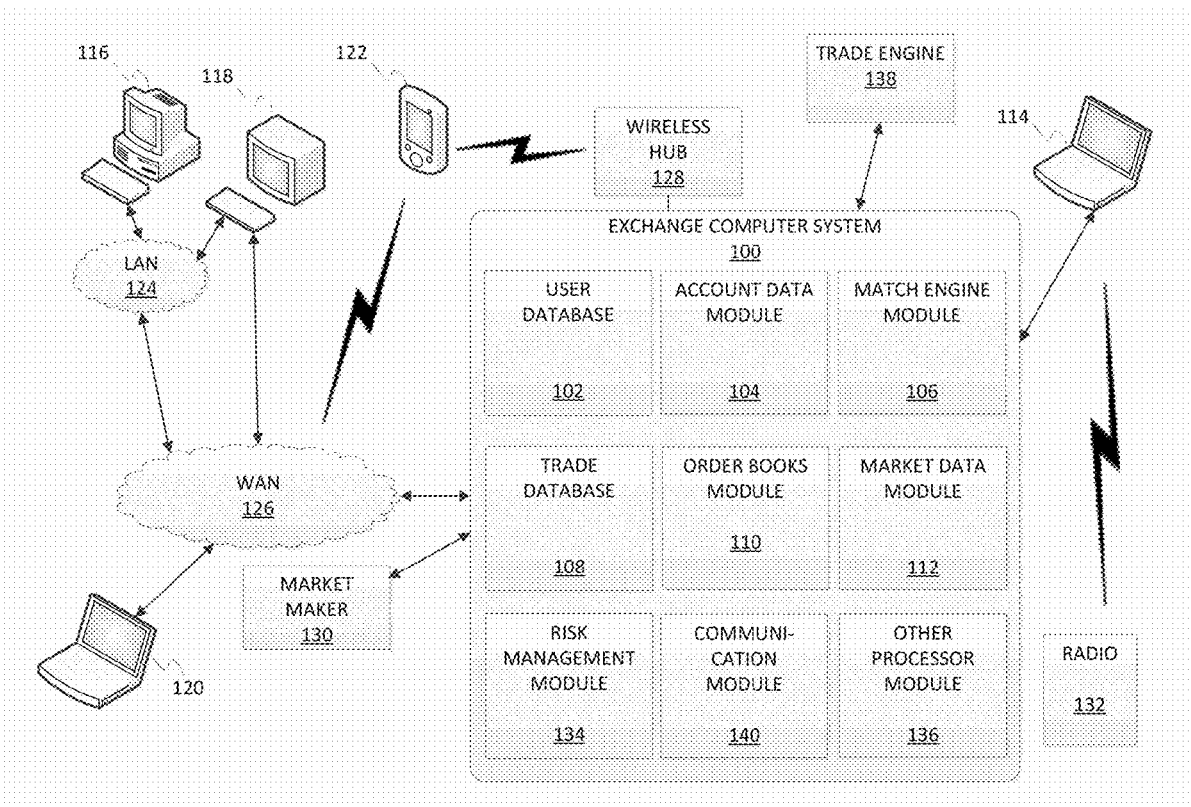 116
118
122
TRADE ENGINE
138
114
WIRELESS
HUB
128
EXCHANGE COMPUTER SYSTEM
100
LAN
124
USER
DATABASE
102
ACCOUNT DATA
MODULE
104
MATCH ENGINE
MODULE
106
WAN
126
TRADE
DATABASE
108
ORDER BOOKS
MODULE
110
MARKET DATA
MODULE
112
MARKET
MAKER
130
120
RISK
MANAGEMENT
MODULE
134
COMMUNI-
CATION
MODULE
140
OTHER
PROCESSOR
MODULE
136
RADIO
132